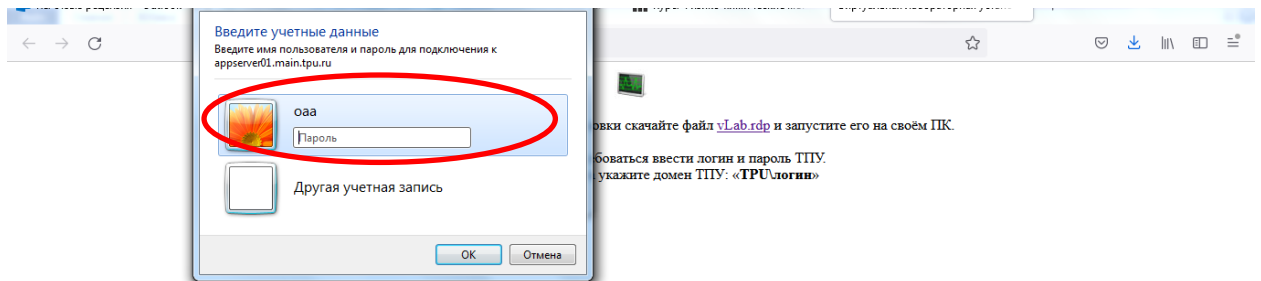 Введите учетные данные
Введите имя пользователя и пароль для подключения к
appserver01.main.tpu.ru
oaa
Пароль
Другая учетная запись
OK
Отмена
овки скачайте файл vLab.rdp и запустите его на своём ПК.
боваться ввести логин и пароль ТПУ.
укажите домен ТПУ: «TPU\логин»